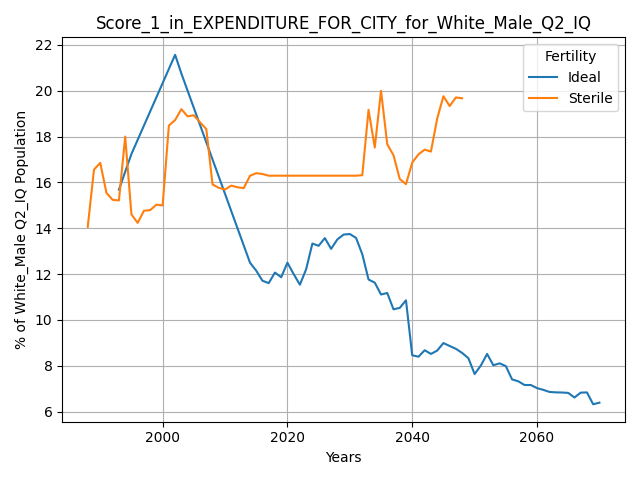 Score_1_in_EXPENDITURE_FOR_CITY_for_White_Male_Q2_IQ
Fertility
Ideal
Sterile
% of White_Male Q2_IQ Population
22
20
18
16
14
12
10
8
6
2000
2020
2040
2060
Years